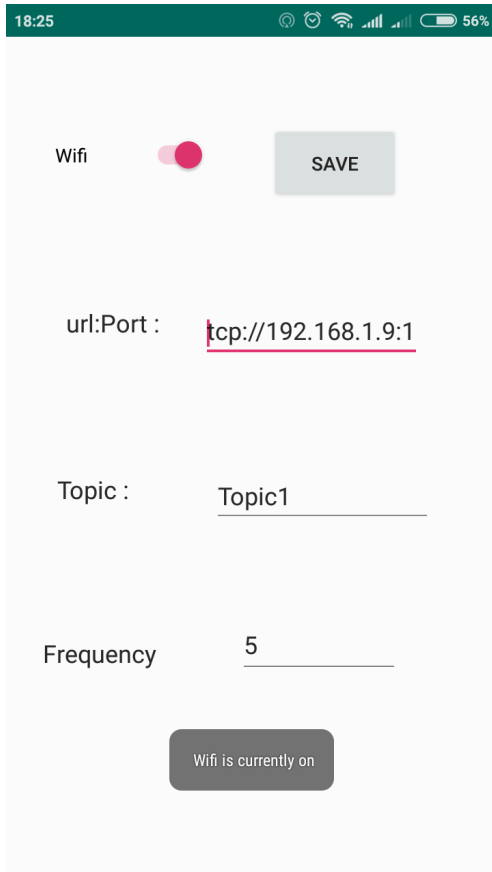 18:25 56%
Wifi SAVE
url:Port : tcp://192.168.1.9:1
Topic : Topic1
Frequency 5
Wifi is currently on